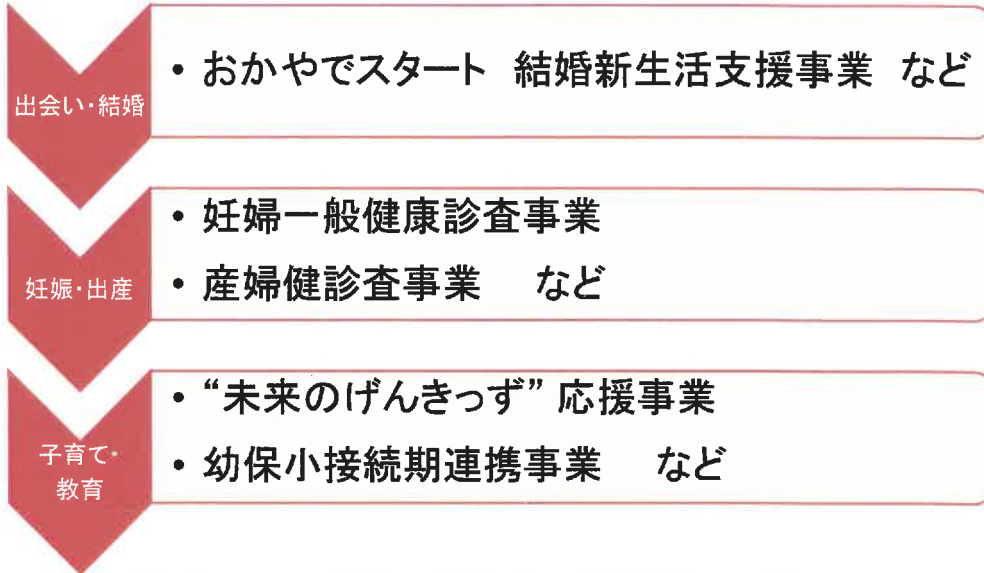 出会い・結婚
• おかやでスタート 結婚新生活支援事業 など
妊娠・出産
• 妊婦一般健康診査事業
• 産婦健診査事業 など
子育て・
教育
• “未来のげんきっず” 応援事業
• 幼保小接続期連携事業 など